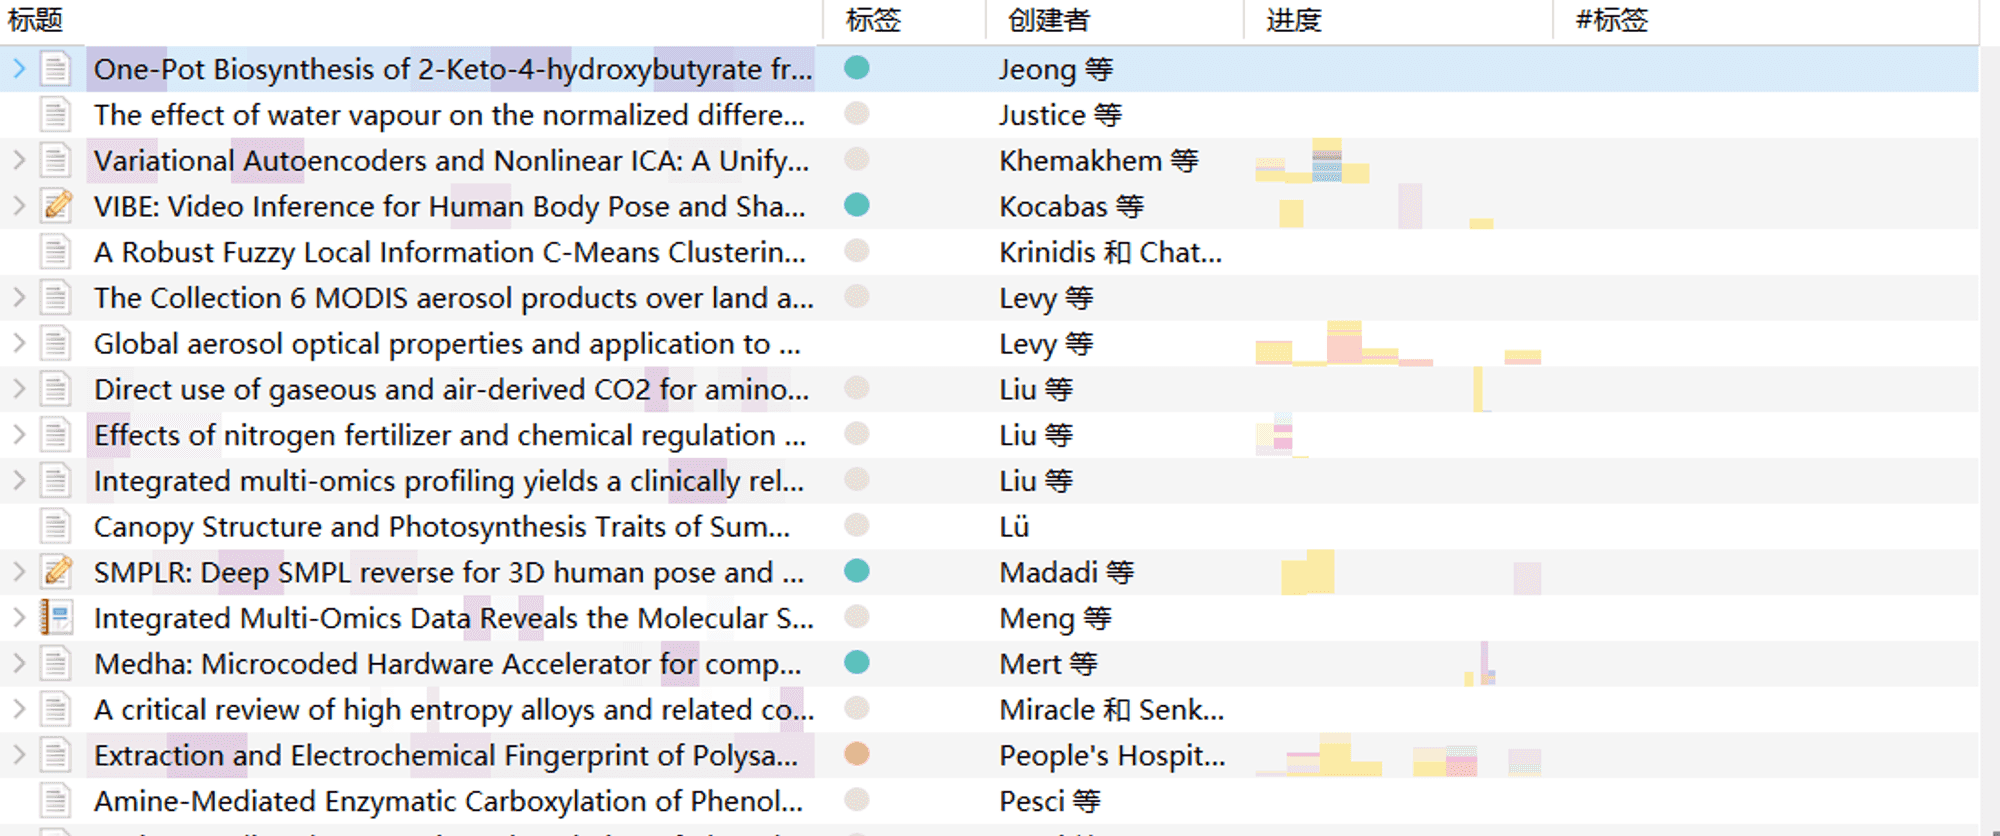 标题 标签 创建者 进度 #标签
One-Pot Biosynthesis of 2-Keto-4-hydroxybutyrate fr... Jeong 等
The effect of water vapour on the normalized differe... Justice 等
Variational Autoencoders and Nonlinear ICA: A Unify... Khemakhem 等
VIBE: Video Inference for Human Body Pose and Sha... Kocabas 等
A Robust Fuzzy Local Information C-Means Clusterin... Krinidis 和 Chat...
The Collection 6 MODIS aerosol products over land a... Levy 等
Global aerosol optical properties and application to ... Levy 等
Direct use of gaseous and air-derived CO2 for amino... Liu 等
Effects of nitrogen fertilizer and chemical regulation ... Liu 等
Integrated multi-omics profiling yields a clinically rel... Liu 等
Canopy Structure and Photosynthesis Traits of Sum... Lü
SMPLR: Deep SMPL reverse for 3D human pose and ... Madadi 等
Integrated Multi-Omics Data Reveals the Molecular S... Meng 等
Medha: Microcoded Hardware Accelerator for comp... Mert 等
A critical review of high entropy alloys and related co... Miracle 和 Senk...
Extraction and Electrochemical Fingerprint of Polysa... People's Hospit...
Amine-Mediated Enzymatic Carboxylation of Phenol... Pesci 等